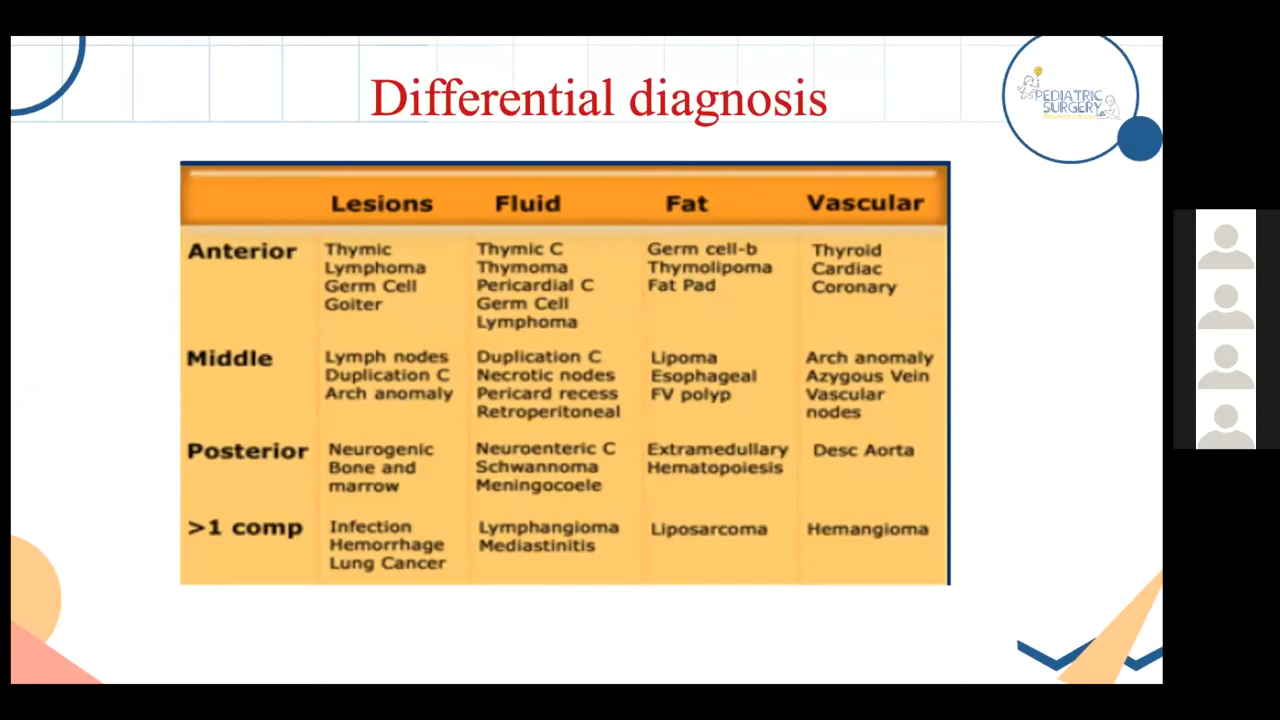 Differential diagnosis
PEDIATRIC
SURGERY
Lesions Fluid Fat Vascular
Anterior
Thymic
Lymphoma
Germ Cell
Goiter
Thymic C
Thymoma
Pericardial C
Germ Cell
Lymphoma
Germ cell-b
Thymolipoma
Fat Pad
Thyroid
Cardiac
Coronary
Middle
Lymph nodes
Duplication C
Arch anomaly
Duplication C
Necrotic nodes
Pericard recess
Retroperitoneal
Lipoma
Esophageal
FV polyp
Arch anomaly
Azygous Vein
Vascular
nodes
Posterior
Neurogenic
Bone and
marrow
Neuroenteric C
Schwannoma
Meningocoele
Extramedullary
Hematopoiesis
Desc Aorta
>1 comp
Infection
Hemorrhage
Lung Cancer
Lymphangioma
Mediastinitis
Liposarcoma
Hemangioma